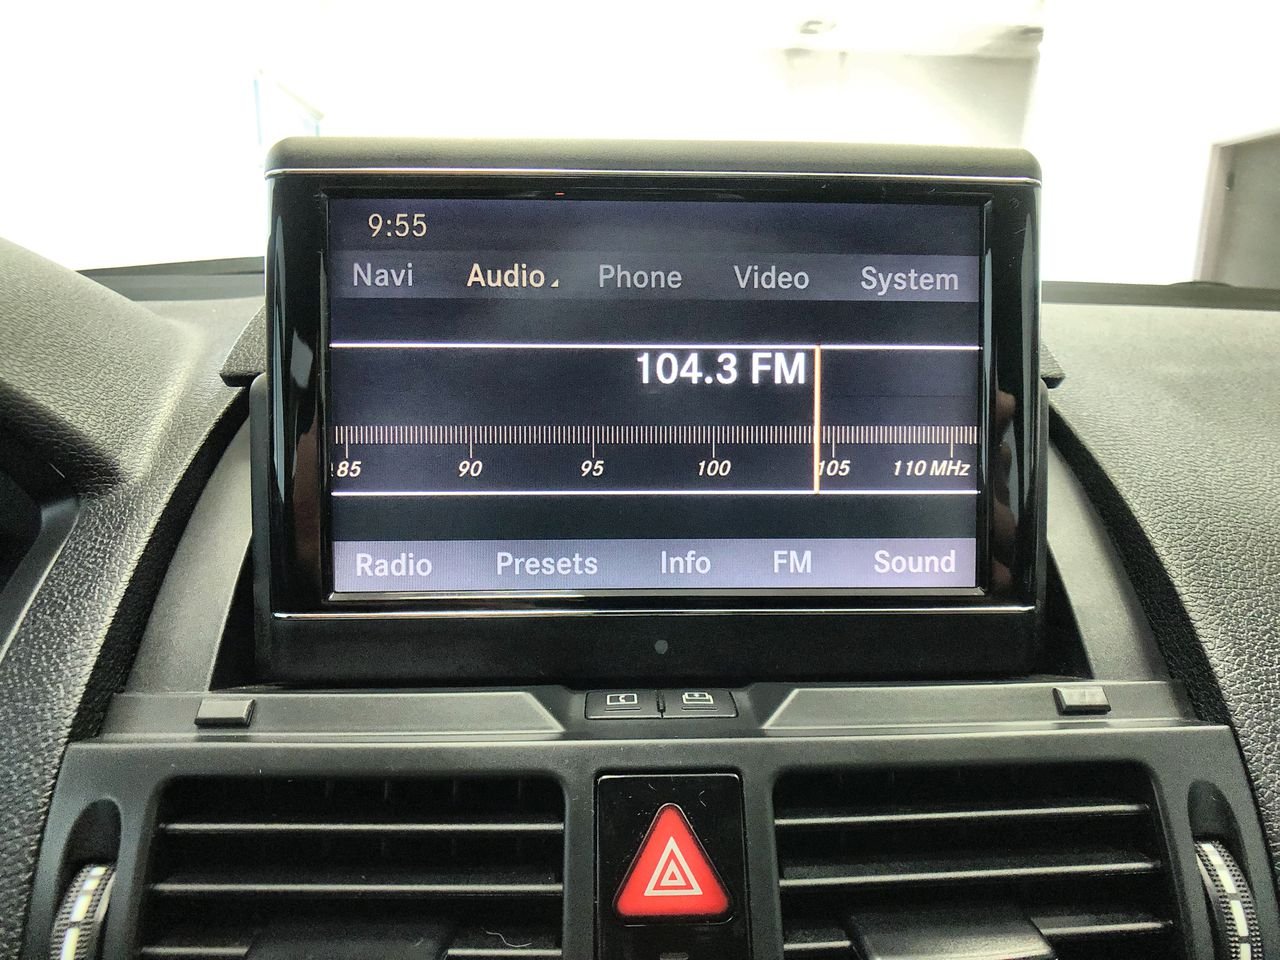 9:55
Navi Audio Phone Video System
104.3 FM
85 90 95 100 105 110 MHz
Radio Presets Info FM Sound